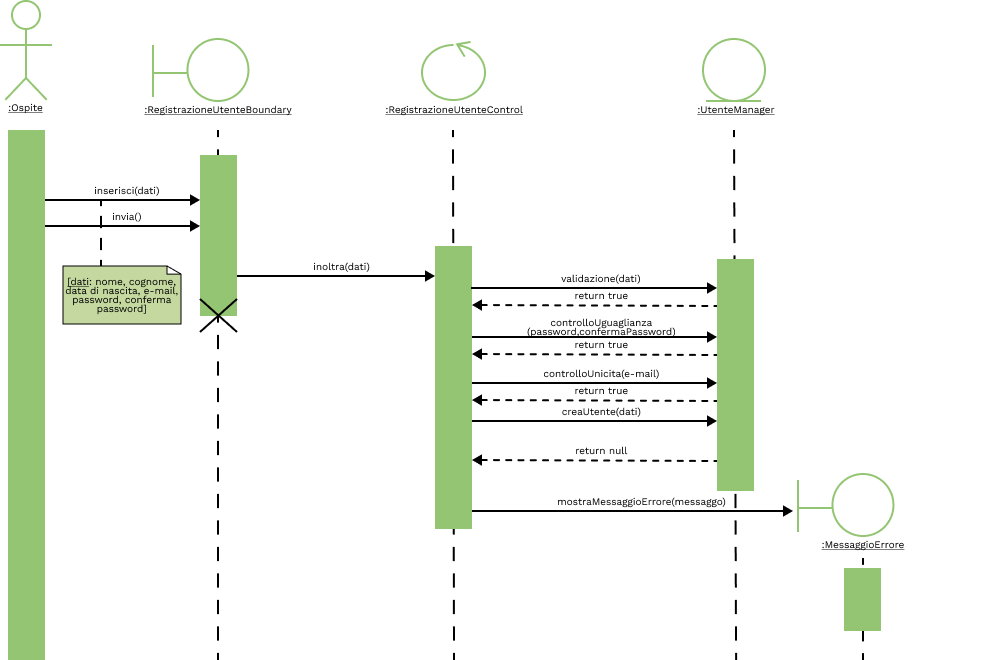 :Ospite
:RegistrazioneUtenteBoundary
:RegistrazioneUtenteControl
:UtenteManager
inserisci(dati)
invia()
[dati: nome, cognome,
data di nascita, e-mail,
password, conferma
password]
inoltra(dati)
validazione(dati)
return true
controlloUguaglianza
(password,confermaPassword)
return true
controlloUnicita(e-mail)
return true
creaUtente(dati)
return null
mostraMessaggioErrore(messaggo)
:MessaggioErrore